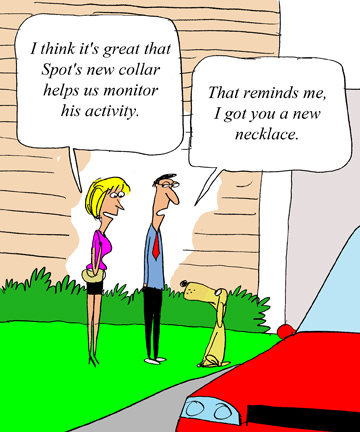 I think it's great that
Spot's new collar
helps us monitor
his activity.
That reminds me,
I got you a new
necklace.